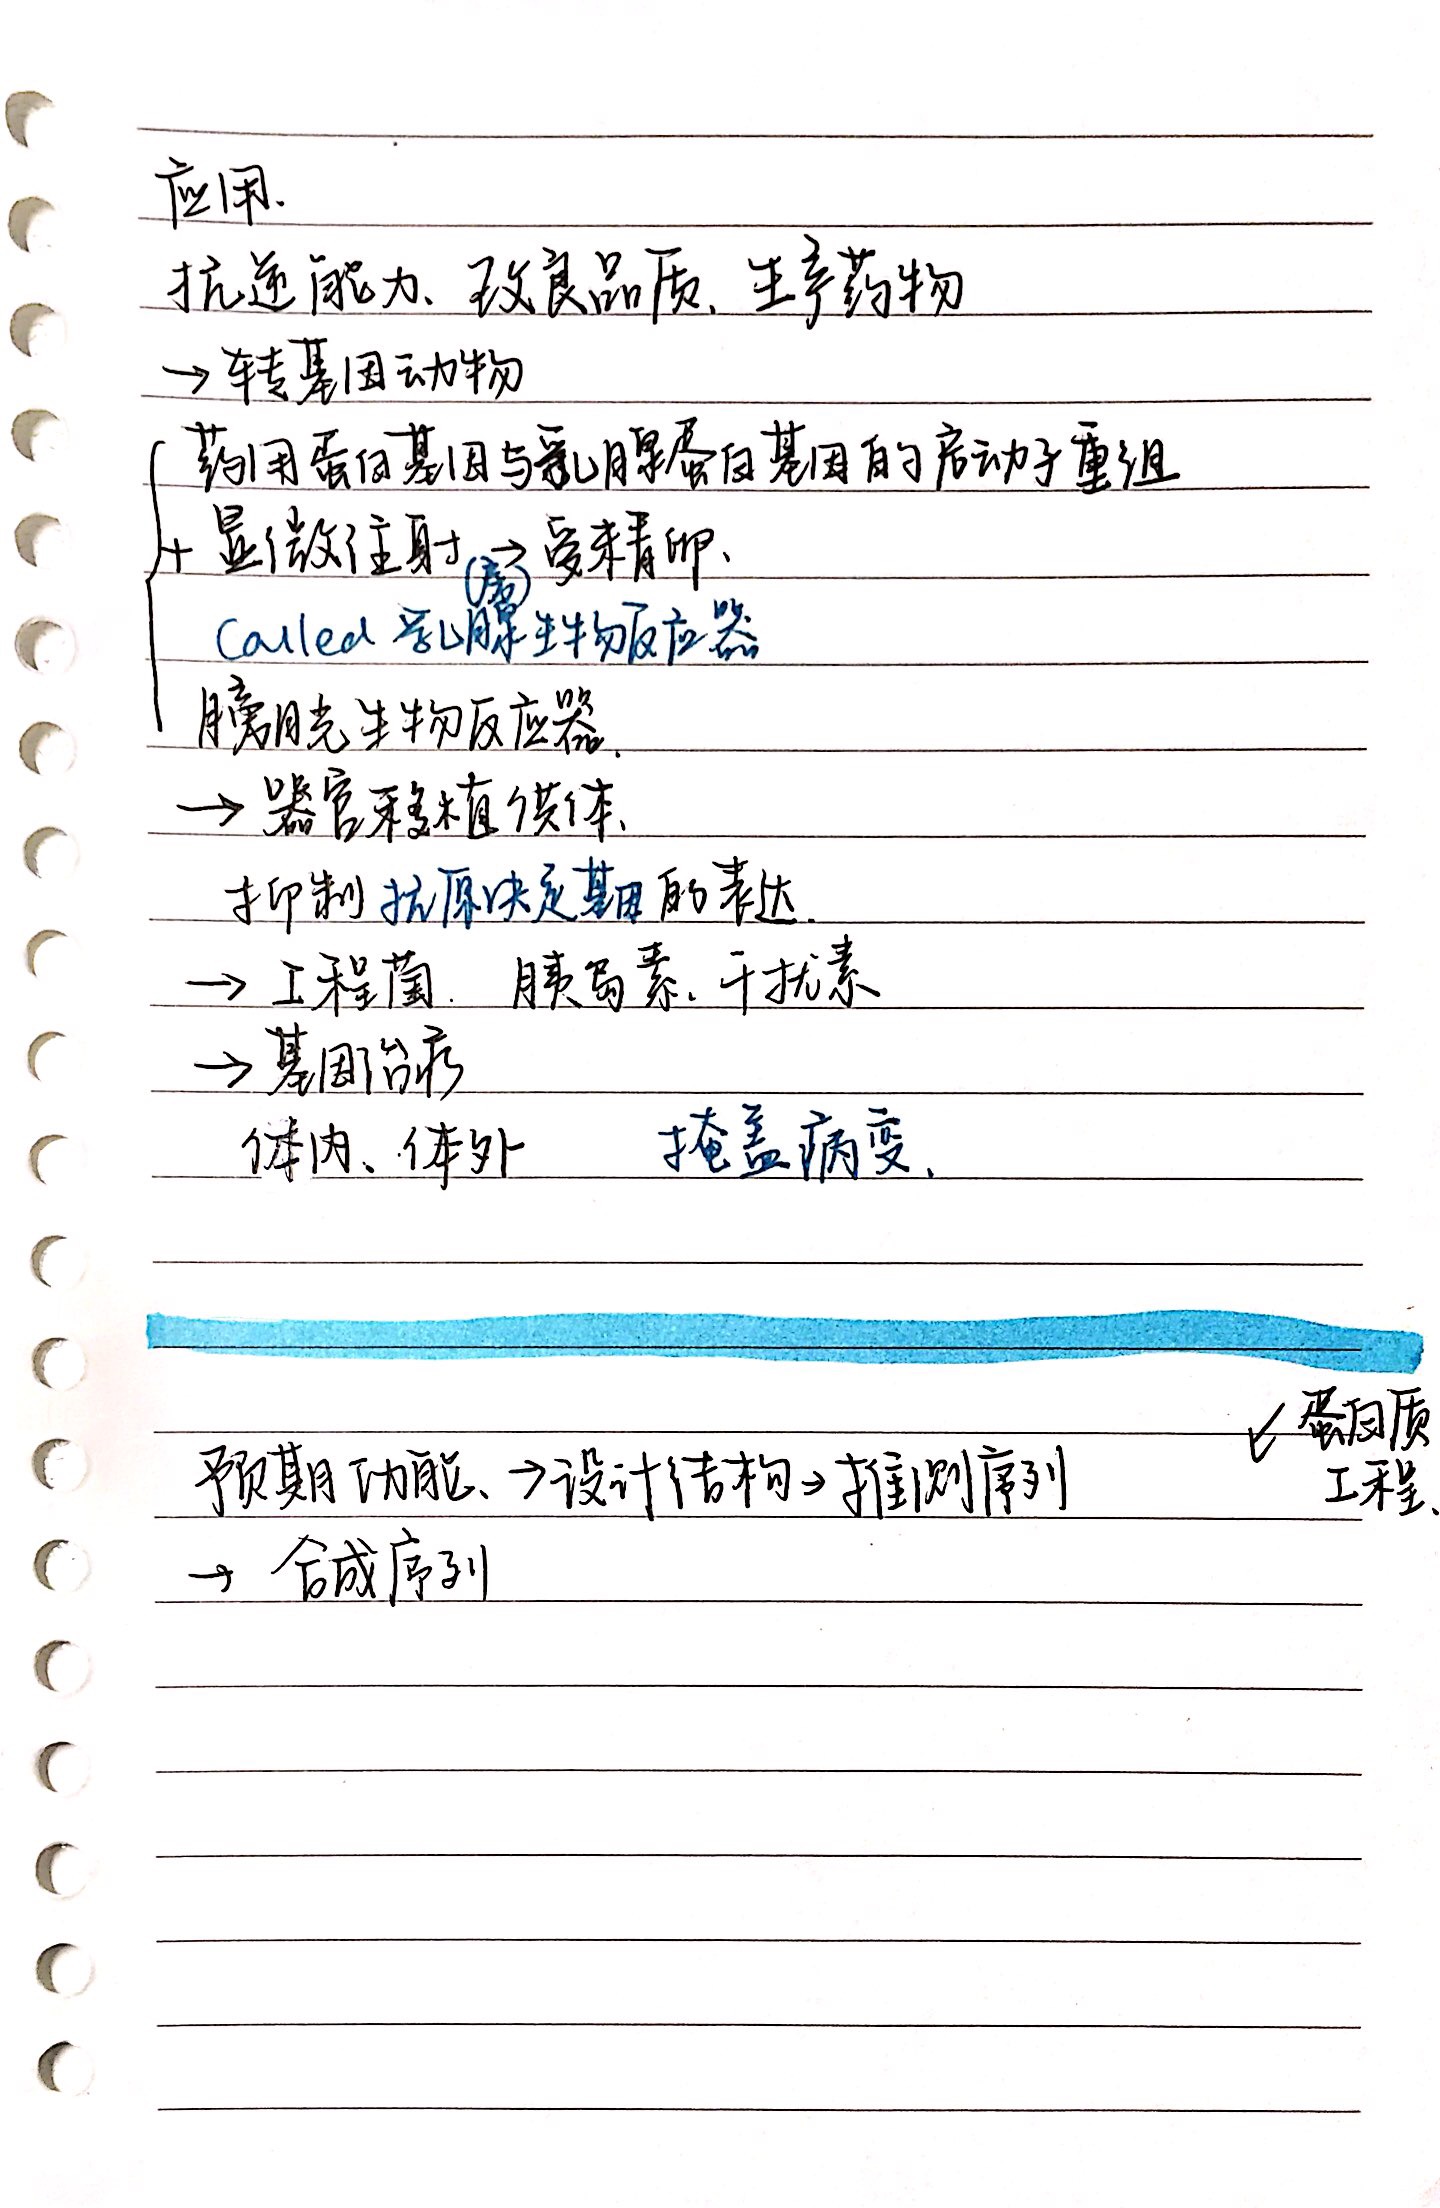 应用.
抗逆能力、改良品质、生产药物
→转基因动物
药用蛋白基因与乳腺蛋白基因的启动子重组
+ 显微注射 → 受精卵、
(房)
called 乳腺生物反应器
膀胱生物反应器.
→ 器官移植供体、
抑制抗原决定基因的表达.
→ 工程菌. 胰岛素、干扰素
→ 基因治疗
体内、体外 掩盖病变、
↙ 蛋白质
工程、
预期功能、→设计结构→推测序列
→ 合成序列